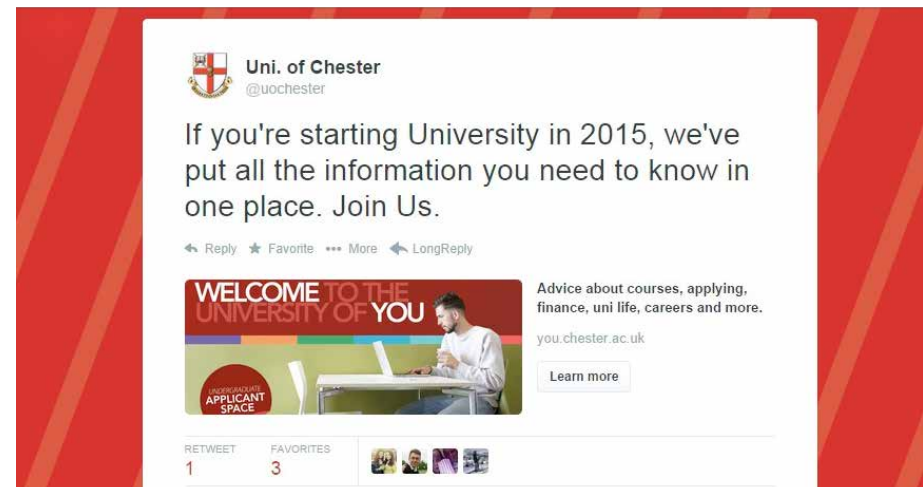 Uni. of Chester
@uochester
If you're starting University in 2015, we've
put all the information you need to know in
one place. Join Us.
Reply Favorite More LongReply
WELCOME TO THE
UNIVERSITY OF YOU
UNDERGRADUATE
APPLICANT
SPACE
Advice about courses, applying,
finance, uni life, careers and more.
you.chester.ac.uk
Learn more
RETWEET FAVORITES
1 3